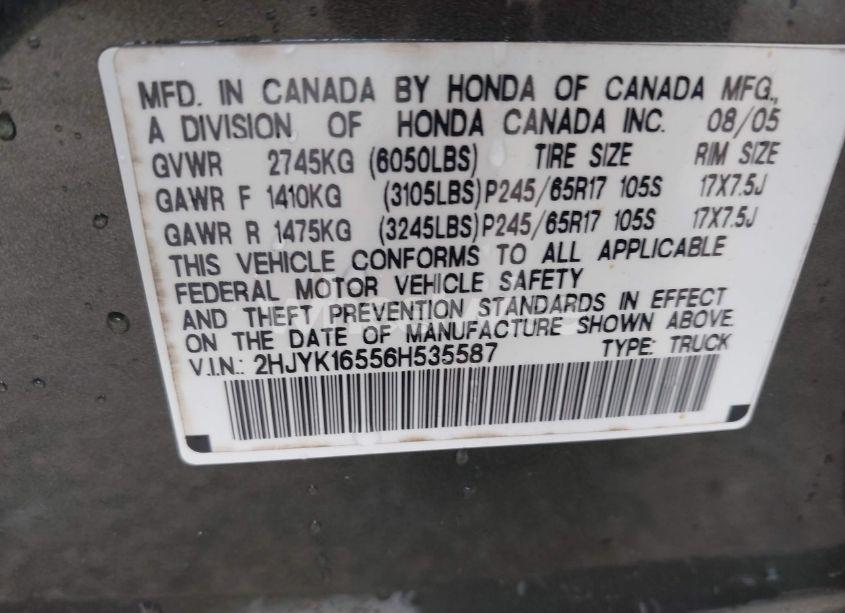 MFD. IN CANADA BY HONDA OF CANADA MFG.,
A DIVISION OF HONDA CANADA INC. 08/05
GVWR 2745KG (6050LBS) TIRE SIZE RIM SIZE
GAWR F 1410KG (3105LBS) P245/65R17 105S 17X7.5J
GAWR R 1475KG (3245LBS) P245/65R17 105S 17X7.5J
THIS VEHICLE CONFORMS TO ALL APPLICABLE
FEDERAL MOTOR VEHICLE SAFETY
AND THEFT PREVENTION STANDARDS IN EFFECT
ON THE DATE OF MANUFACTURE SHOWN ABOVE.
V.I.N.: 2HJYK16556H535587 TYPE: TRUCK